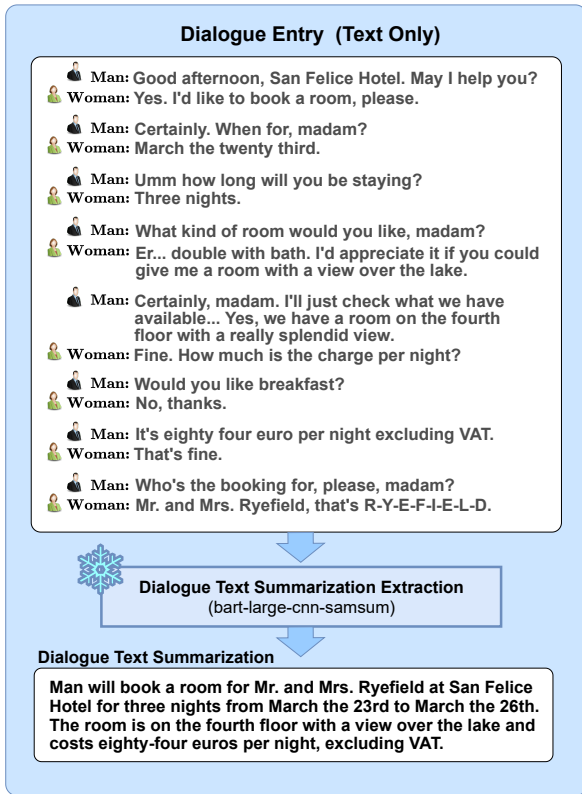 Dialogue Entry (Text Only)
Man: Good afternoon, San Felice Hotel. May I help you?
Woman: Yes. I'd like to book a room, please.
Man: Certainly. When for, madam?
Woman: March the twenty third.
Man: Umm how long will you be staying?
Woman: Three nights.
Man: What kind of room would you like, madam?
Woman: Er... double with bath. I'd appreciate it if you could
give me a room with a view over the lake.
Man: Certainly, madam. I'll just check what we have
available... Yes, we have a room on the fourth
floor with a really splendid view.
Woman: Fine. How much is the charge per night?
Man: Would you like breakfast?
Woman: No, thanks.
Man: It's eighty four euro per night excluding VAT.
Woman: That's fine.
Man: Who's the booking for, please, madam?
Woman: Mr. and Mrs. Ryefield, that's R-Y-E-F-I-E-L-D.
Dialogue Text Summarization Extraction
(bart-large-cnn-samsum)
Dialogue Text Summarization
Man will book a room for Mr. and Mrs. Ryefield at San Felice
Hotel for three nights from March the 23rd to March the 26th.
The room is on the fourth floor with a view over the lake and
costs eighty-four euros per night, excluding VAT.